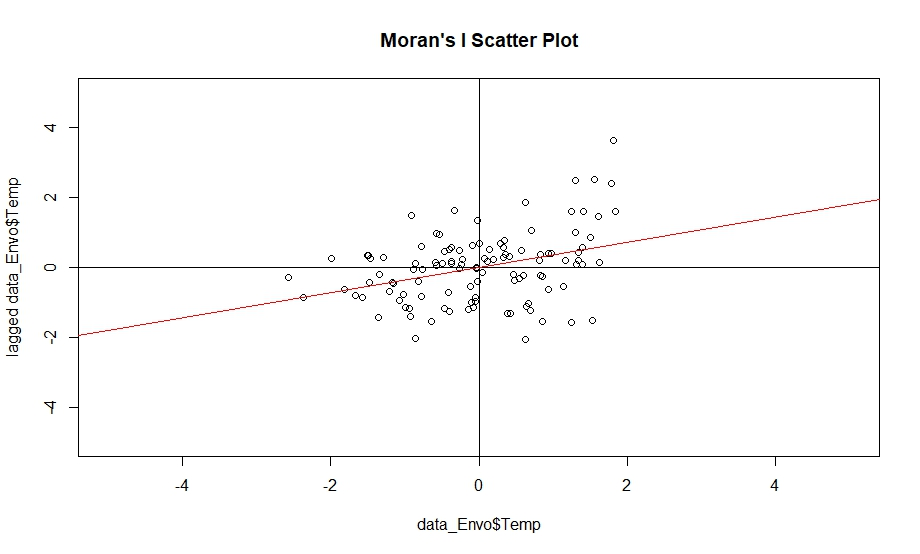 Moran's I Scatter Plot
4
2
0
-2
-4
lagged data_Envo$Temp
-4 -2 0 2 4
data_Envo$Temp